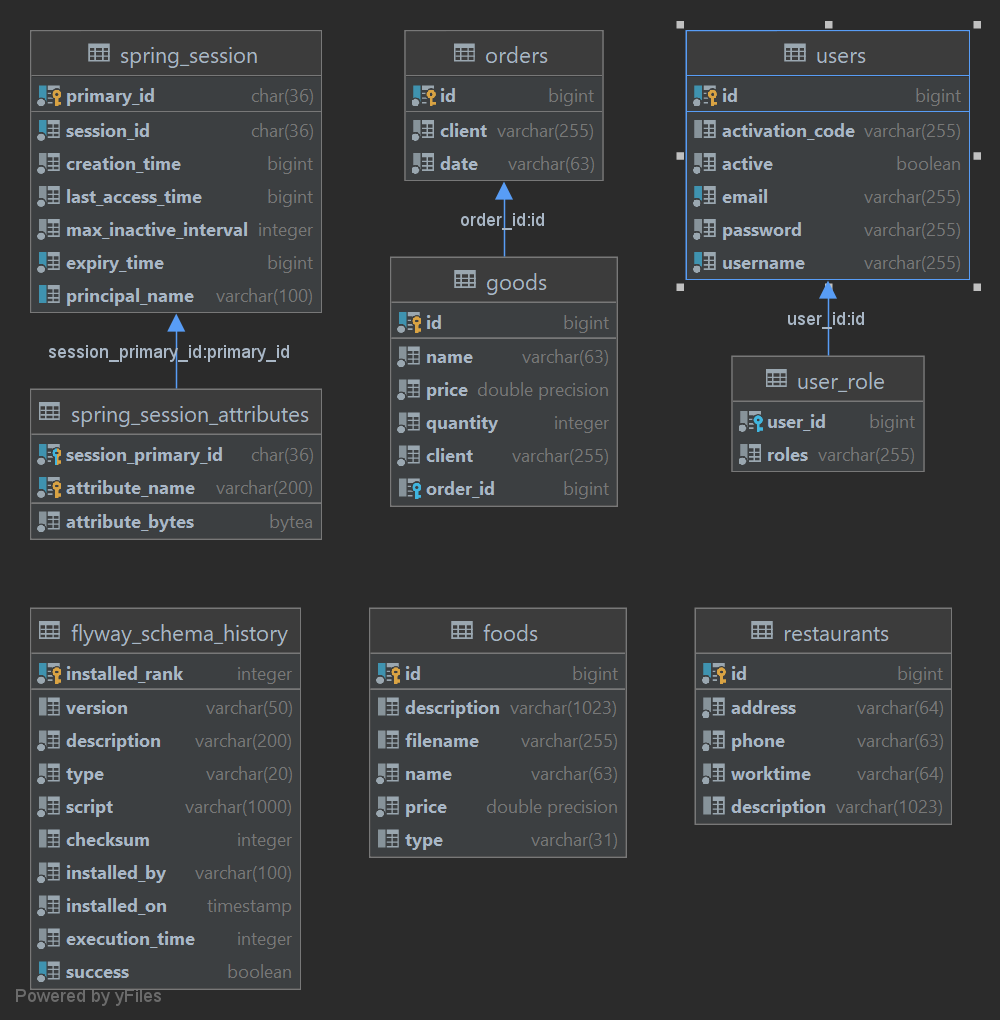 spring_session
primary_id char(36)
session_id char(36)
creation_time bigint
last_access_time bigint
max_inactive_interval integer
expiry_time bigint
principal_name varchar(100)
session_primary_id:primary_id
spring_session_attributes
session_primary_id char(36)
attribute_name varchar(200)
attribute_bytes bytea
orders
id bigint
client varchar(255)
date varchar(63)
order_id:id
goods
id bigint
name varchar(63)
price double precision
quantity integer
client varchar(255)
order_id bigint
users
id bigint
activation_code varchar(255)
active boolean
email varchar(255)
password varchar(255)
username varchar(255)
user_id:id
user_role
user_id bigint
roles varchar(255)
flyway_schema_history
installed_rank integer
version varchar(50)
description varchar(200)
type varchar(20)
script varchar(1000)
checksum integer
installed_by varchar(100)
installed_on timestamp
execution_time integer
success boolean
foods
id bigint
description varchar(1023)
filename varchar(255)
name varchar(63)
price double precision
type varchar(31)
restaurants
id bigint
address varchar(64)
phone varchar(63)
worktime varchar(64)
description varchar(1023)
Powered by yFiles